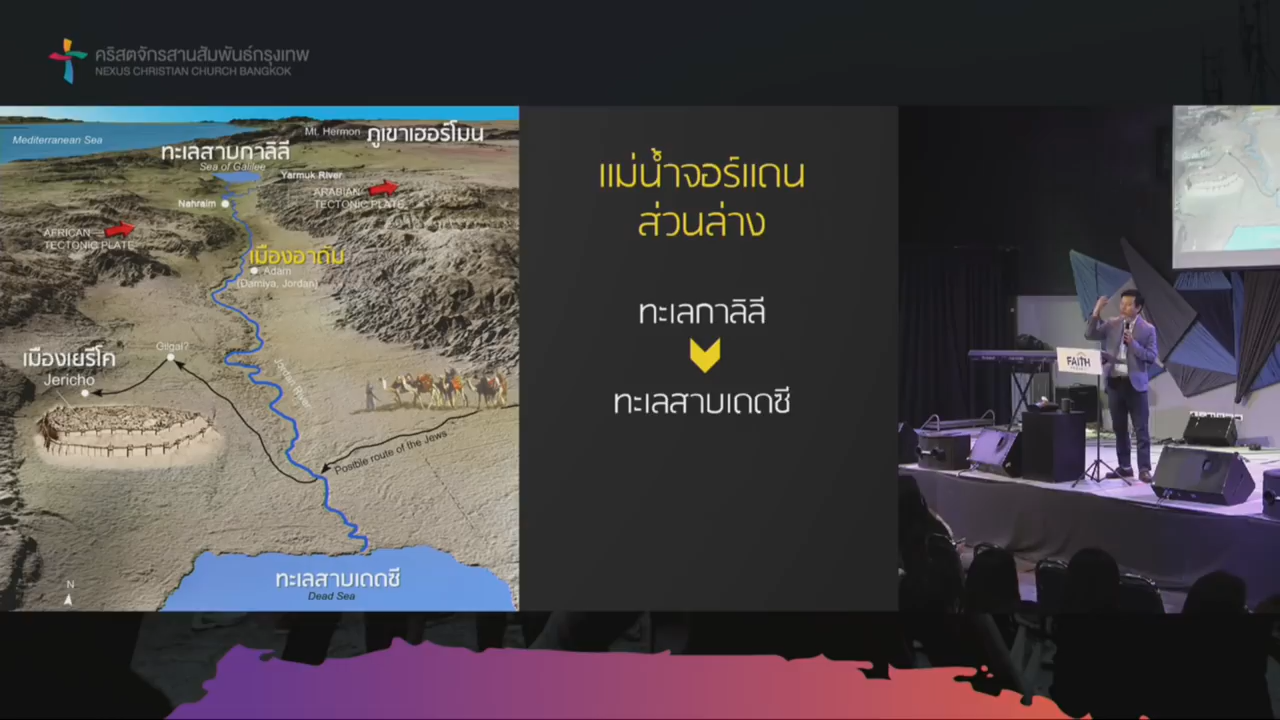 คริสตจักรสานสัมพันธ์กรุงเทพ
NEXUS CHRISTIAN CHURCH BANGKOK
Mediterranean Sea
Mt. Hermon ภูเขาเฮอร์โมน
ทะเลสาบกาลิลี
Sea of Galilee
Yarmuk River
ARABIAN
TECTONIC PLATE
Nahraim
AFRICAN
TECTONIC PLATE
เมืองอาดัม
Adam
(Damiya, Jordan)
Gilgal?
เมืองเยรีโค
Jericho
Jordan River
Posible route of the Jews
ทะเลสาบเดดซี
Dead Sea
N
แม่น้ำจอร์แดน
ส่วนล่าง
ทะเลกาลิลี
ทะเลสาบเดดซี
FAITH